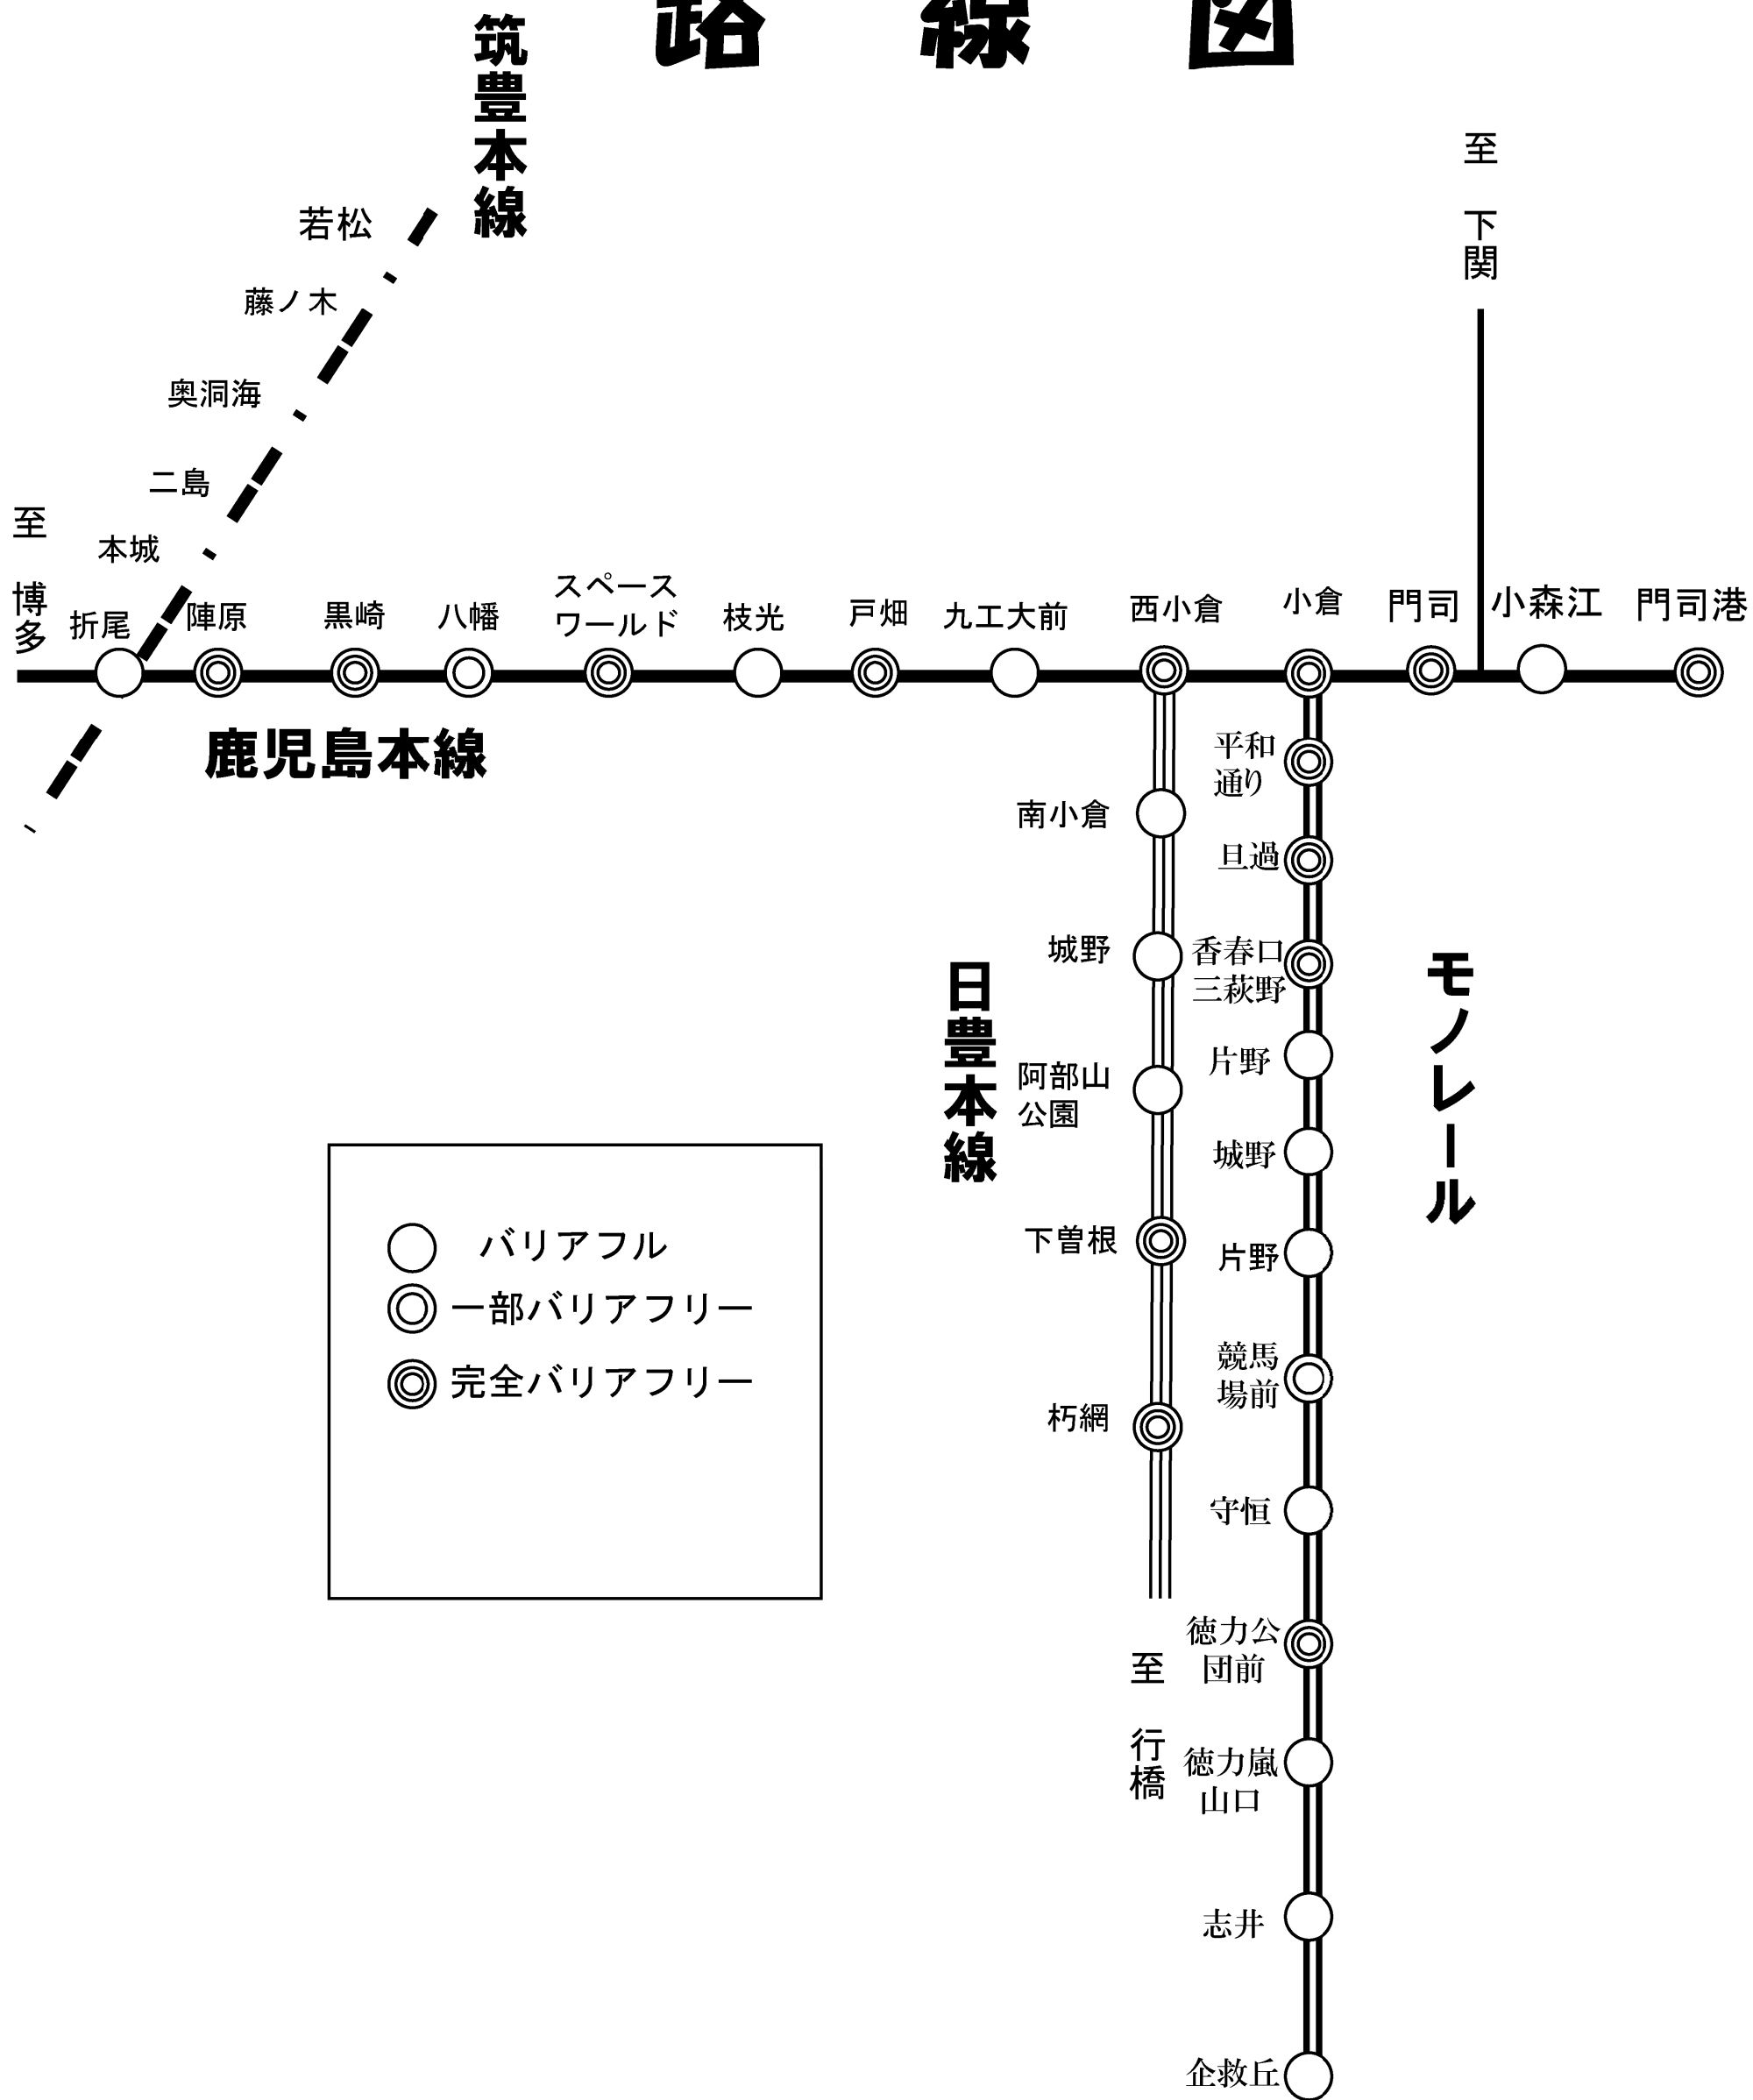 路線図
筑豊本線
至 下関
若松
藤ノ木
奥洞海
二島
本城
至 博多
折尾
陣原
黒崎
八幡
スペース
ワールド
枝光
戸畑
九工大前
西小倉
小倉
門司
小森江
門司港
鹿児島本線
南小倉
城野
阿部山
公園
下曽根
朽網
日豊本線
至 行橋
平和
通り
旦過
香春口
三萩野
片野
城野
片野
競馬
場前
守恒
徳力公
団前
徳力嵐
山口
志井
企救丘
モノレール
バリアフル
一部バリアフリー
完全バリアフリー